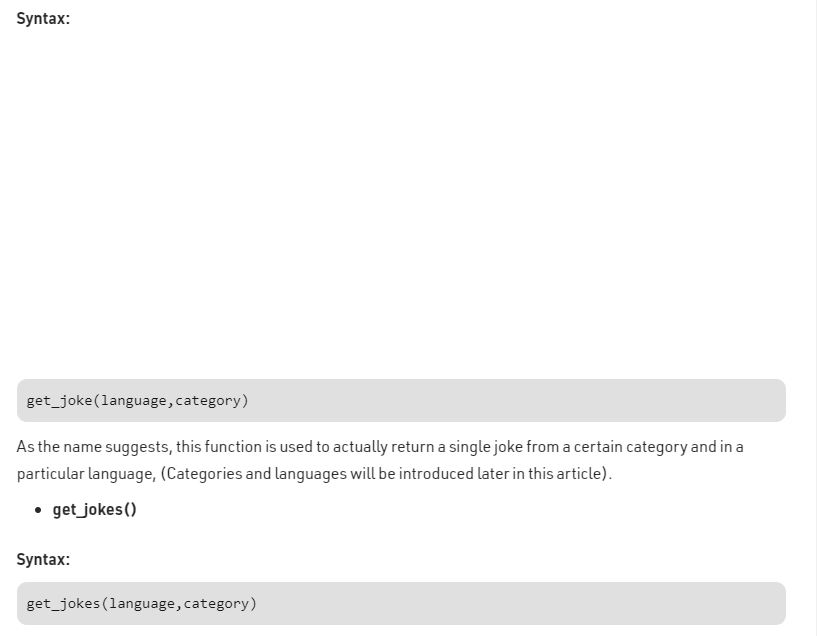 Syntax:
get_joke(language,category)
As the name suggests, this function is used to actually return a single joke from a certain category and in a
particular language, (Categories and languages will be introduced later in this article).
• get_jokes()
Syntax:
get_jokes(language,category)